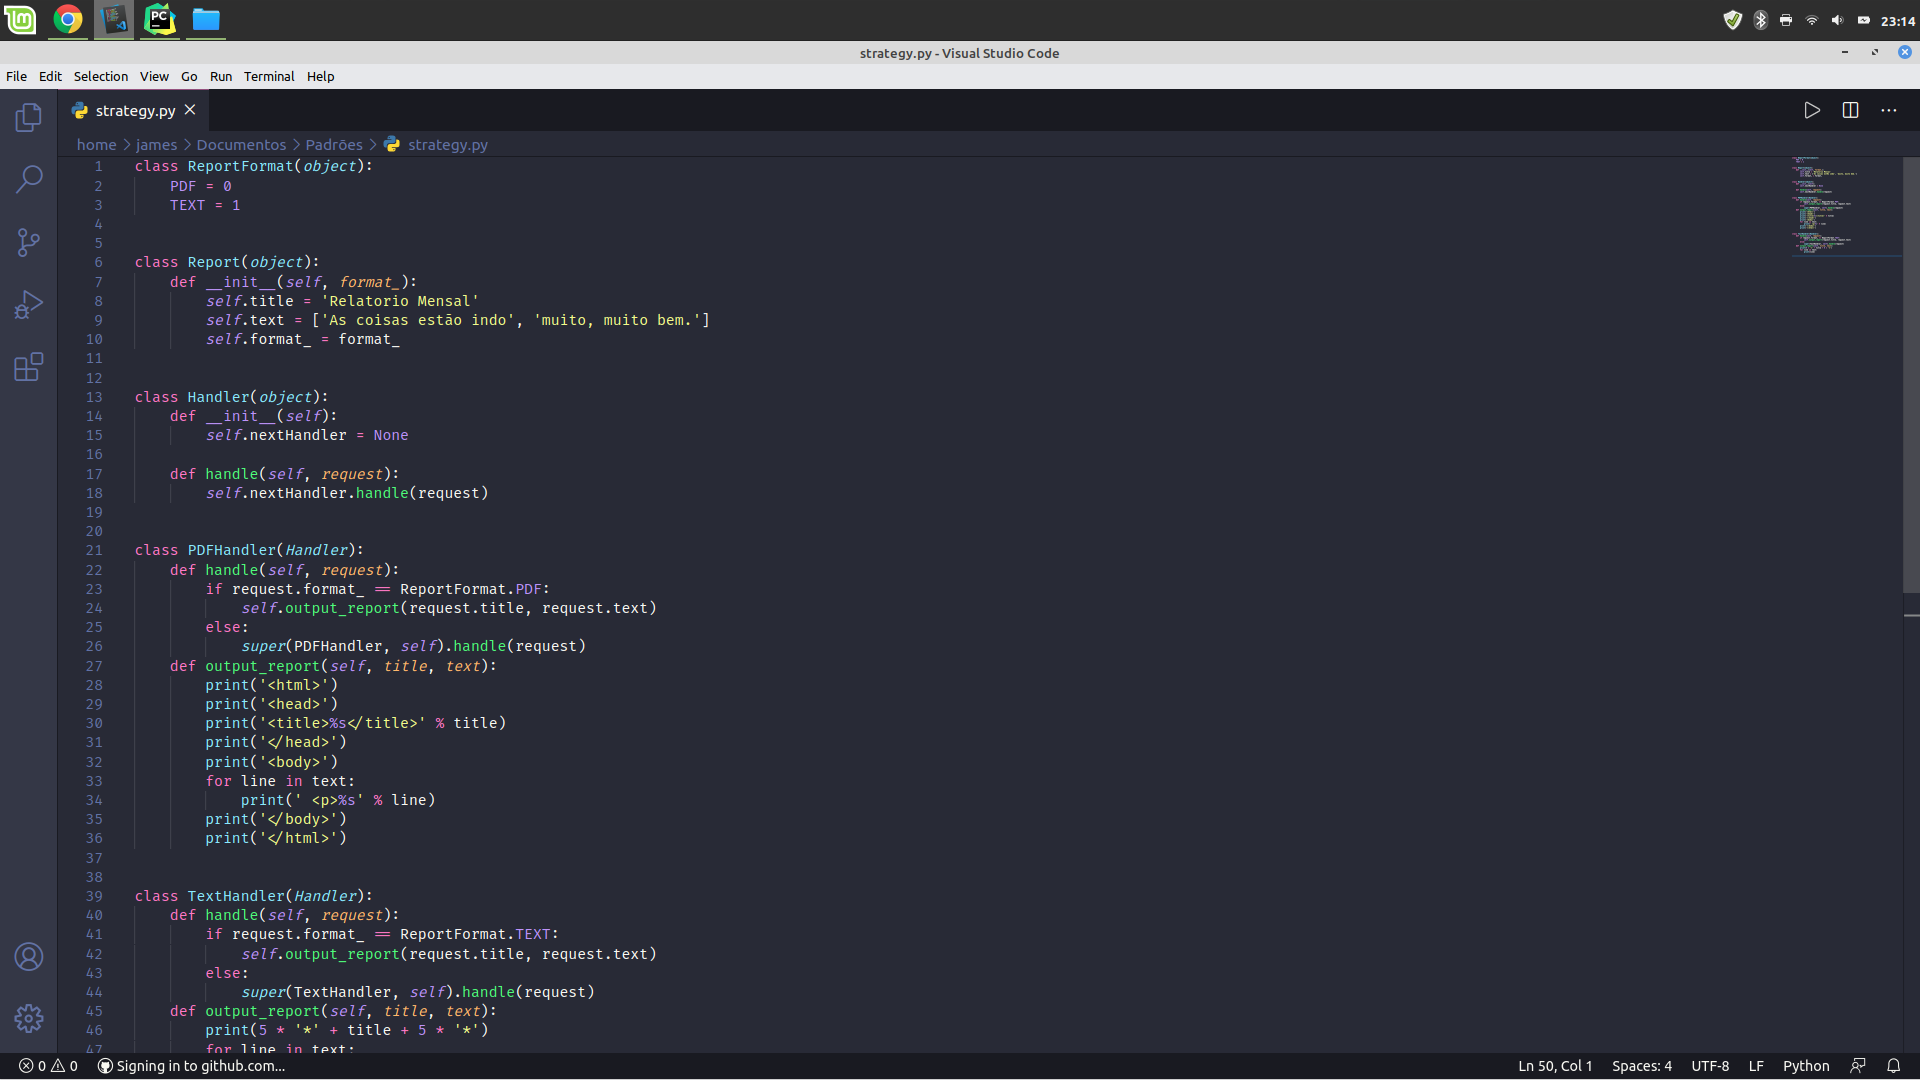 23:14
strategy.py - Visual Studio Code
File Edit Selection View Go Run Terminal Help
strategy.py
home > james > Documentos > Padrões > strategy.py
1 class ReportFormat(object):
2     PDF = 0
3     TEXT = 1
4
5
6 class Report(object):
7     def __init__(self, format_):
8         self.title = 'Relatorio Mensal'
9         self.text = ['As coisas estão indo', 'muito, muito bem.']
10         self.format_ = format_
11
12
13 class Handler(object):
14     def __init__(self):
15         self.nextHandler = None
16
17     def handle(self, request):
18         self.nextHandler.handle(request)
19
20
21 class PDFHandler(Handler):
22     def handle(self, request):
23         if request.format_ == ReportFormat.PDF:
24             self.output_report(request.title, request.text)
25         else:
26             super(PDFHandler, self).handle(request)
27     def output_report(self, title, text):
28         print('<html>')
29         print('<head>')
30         print('<title>%s</title>' % title)
31         print('</head>')
32         print('<body>')
33         for line in text:
34             print(' <p>%s' % line)
35         print('</body>')
36         print('</html>')
37
38
39 class TextHandler(Handler):
40     def handle(self, request):
41         if request.format_ == ReportFormat.TEXT:
42             self.output_report(request.title, request.text)
43         else:
44             super(TextHandler, self).handle(request)
45     def output_report(self, title, text):
46         print(5 * '*' + title + 5 * '*')
47         for line in text:
0 0 Signing in to github.com... Ln 50, Col 1 Spaces: 4 UTF-8 LF Python